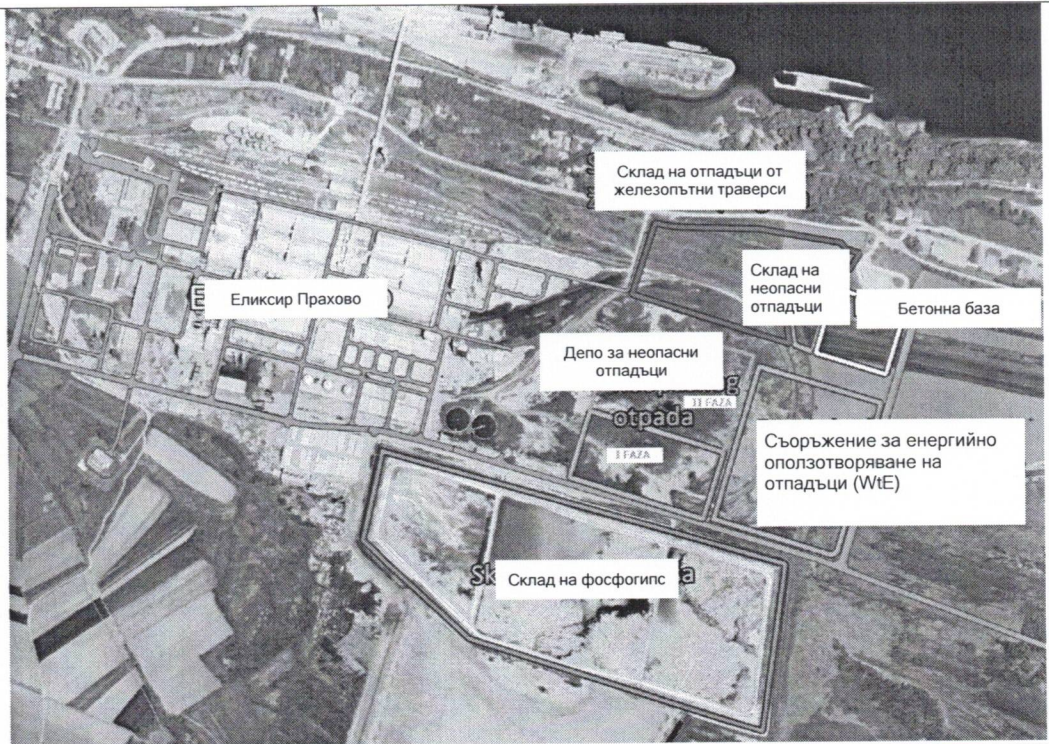 Склад на отпадъци от
железопътни траверси
Склад на
неопасни
отпадъци
Бетонна база
Еликсир Прахово
Депо за неопасни
отпадъци
II FAZA
otpada
I FAZA
Съоръжение за енергийно
оползотворяване на
отпадъци (WtE)
Склад на фосфогипс